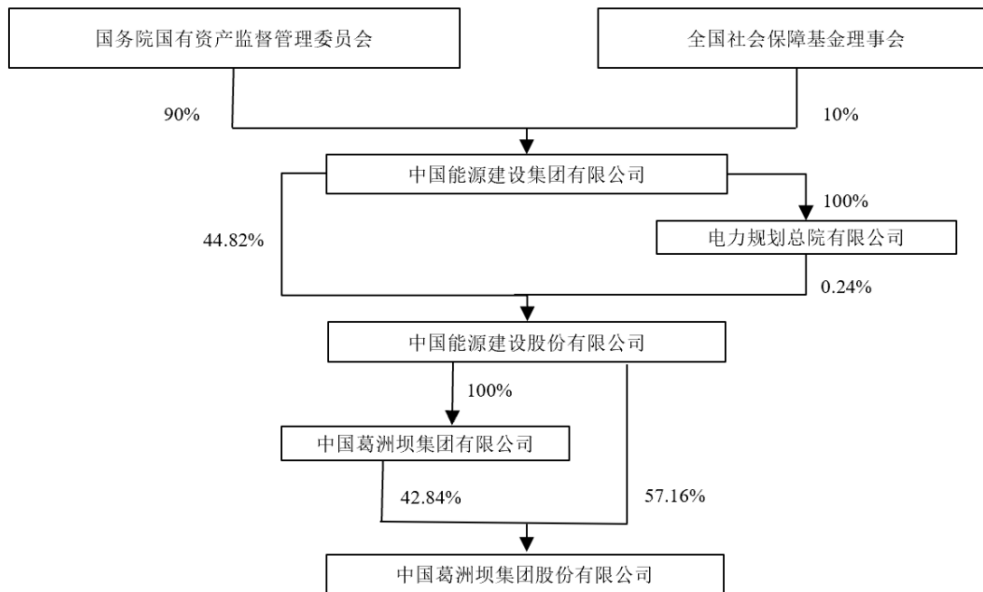 国务院国有资产监督管理委员会
全国社会保障基金理事会
90%
10%
中国能源建设集团有限公司
100%
44.82%
电力规划总院有限公司
0.24%
中国能源建设股份有限公司
100%
中国葛洲坝集团有限公司
42.84%
57.16%
中国葛洲坝集团股份有限公司